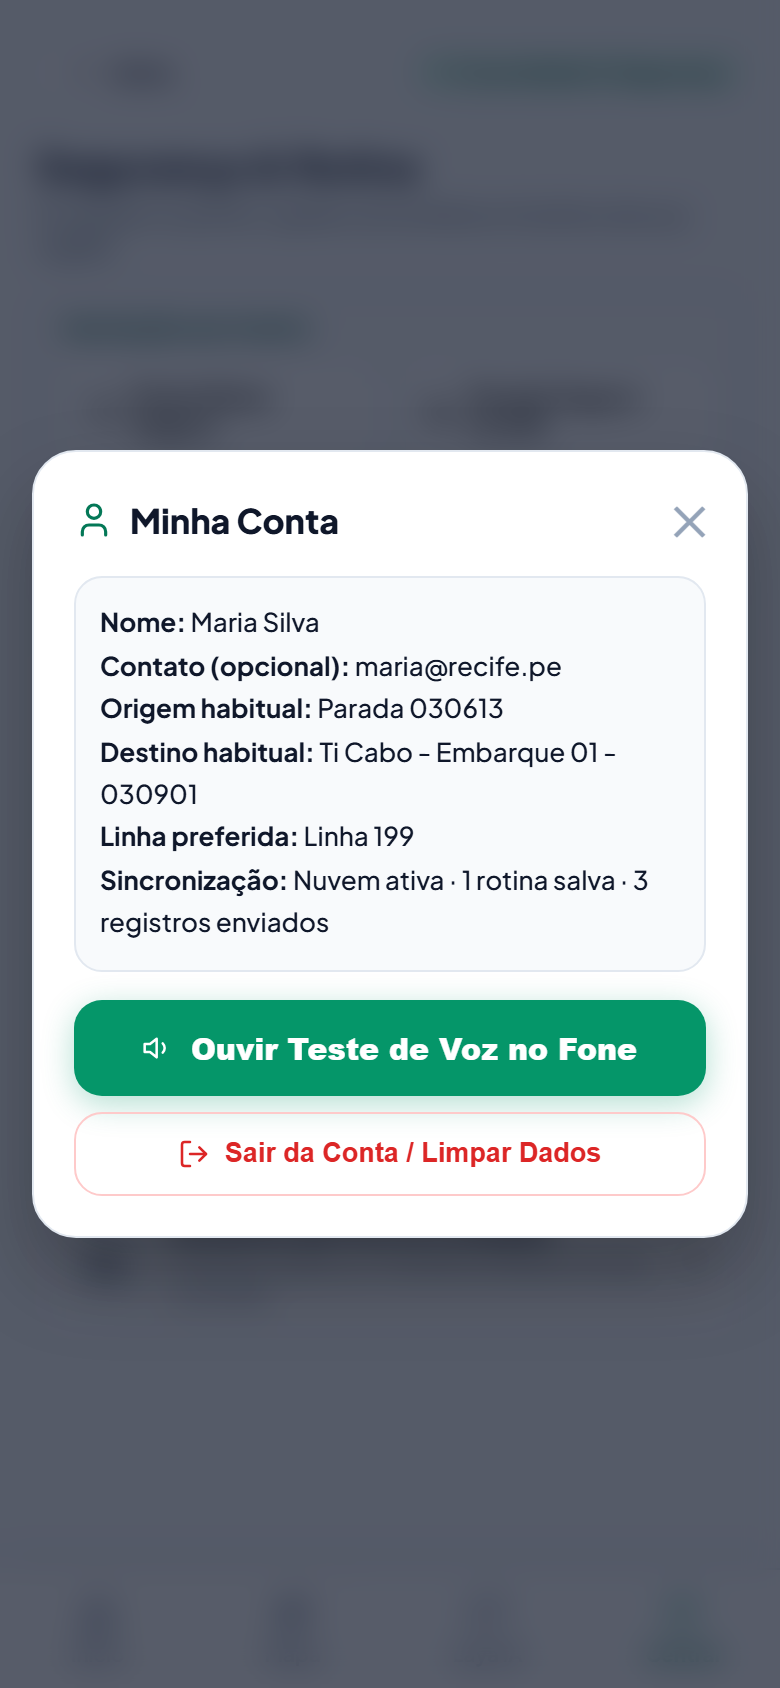 Minha Conta
Nome: Maria Silva
Contato (opcional): maria@recife.pe
Origem habitual: Parada 030613
Destino habitual: Ti Cabo - Embarque 01 -
030901
Linha preferida: Linha 199
Sincronização: Nuvem ativa · 1 rotina salva · 3
registros enviados
Ouvir Teste de Voz no Fone
Sair da Conta / Limpar Dados